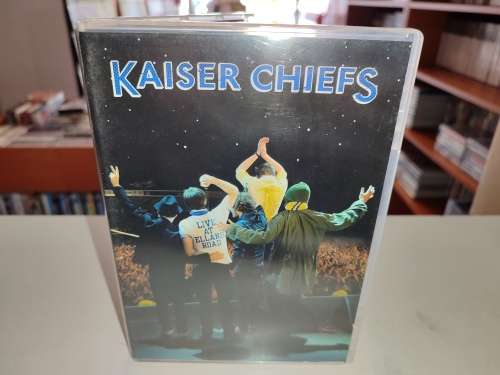 KAISER CHIEFS
LIVE
AT
ELLAND
ROAD